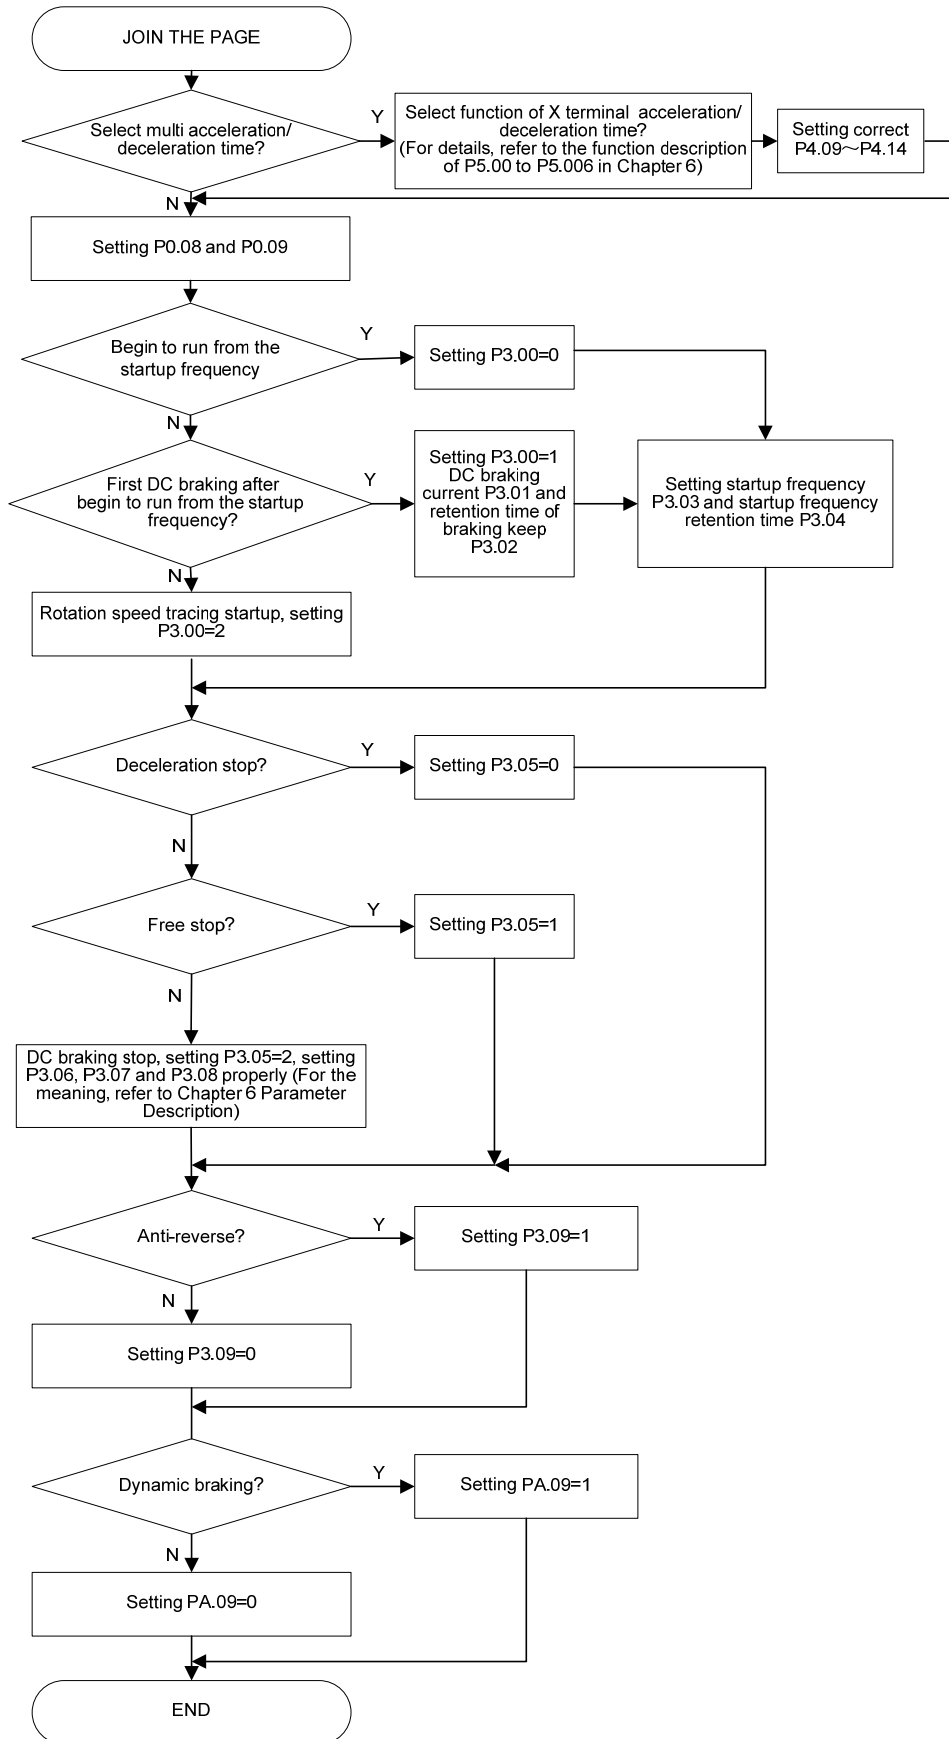 JOIN THE PAGE
Select multi acceleration/
deceleration time?
Y
Select function of X terminal acceleration/
deceleration time?
(For details, refer to the function description
of P5.00 to P5.006 in Chapter 6)
Setting correct
P4.09～P4.14
N
Setting P0.08 and P0.09
Begin to run from the
startup frequency
Y
Setting P3.00=0
N
First DC braking after
begin to run from the startup
frequency?
Y
Setting P3.00=1
DC braking
current P3.01 and
retention time of
braking keep
P3.02
Setting startup frequency
P3.03 and startup frequency
retention time P3.04
N
Rotation speed tracing startup, setting
P3.00=2
Deceleration stop?
Y
Setting P3.05=0
N
Free stop?
Y
Setting P3.05=1
N
DC braking stop, setting P3.05=2, setting
P3.06, P3.07 and P3.08 properly (For the
meaning, refer to Chapter 6 Parameter
Description)
Anti-reverse?
Y
Setting P3.09=1
N
Setting P3.09=0
Dynamic braking?
Y
Setting PA.09=1
N
Setting PA.09=0
END